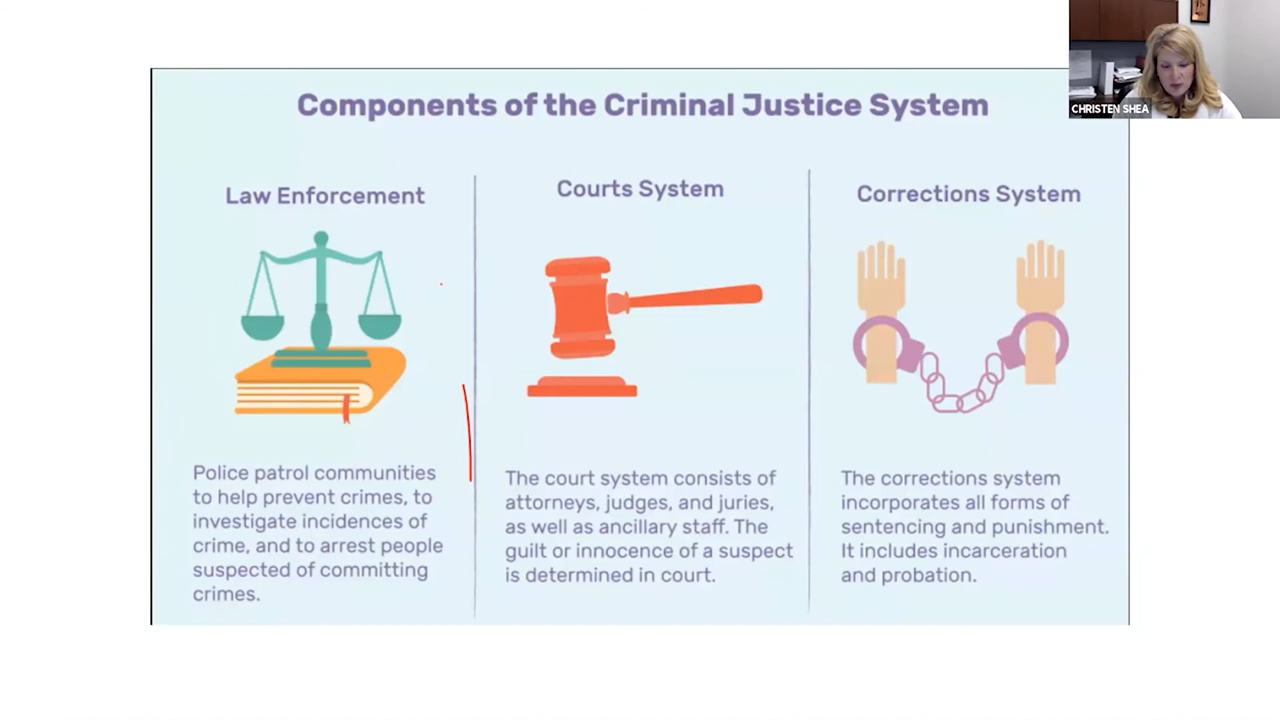 Components of the Criminal Justice System
CHRISTEN SHEA
Law Enforcement
Police patrol communities
to help prevent crimes, to
investigate incidences of
crime, and to arrest people
suspected of committing
crimes.
Courts System
The court system consists of
attorneys, judges, and juries,
as well as ancillary staff. The
guilt or innocence of a suspect
is determined in court.
Corrections System
The corrections system
incorporates all forms of
sentencing and punishment.
It includes incarceration
and probation.